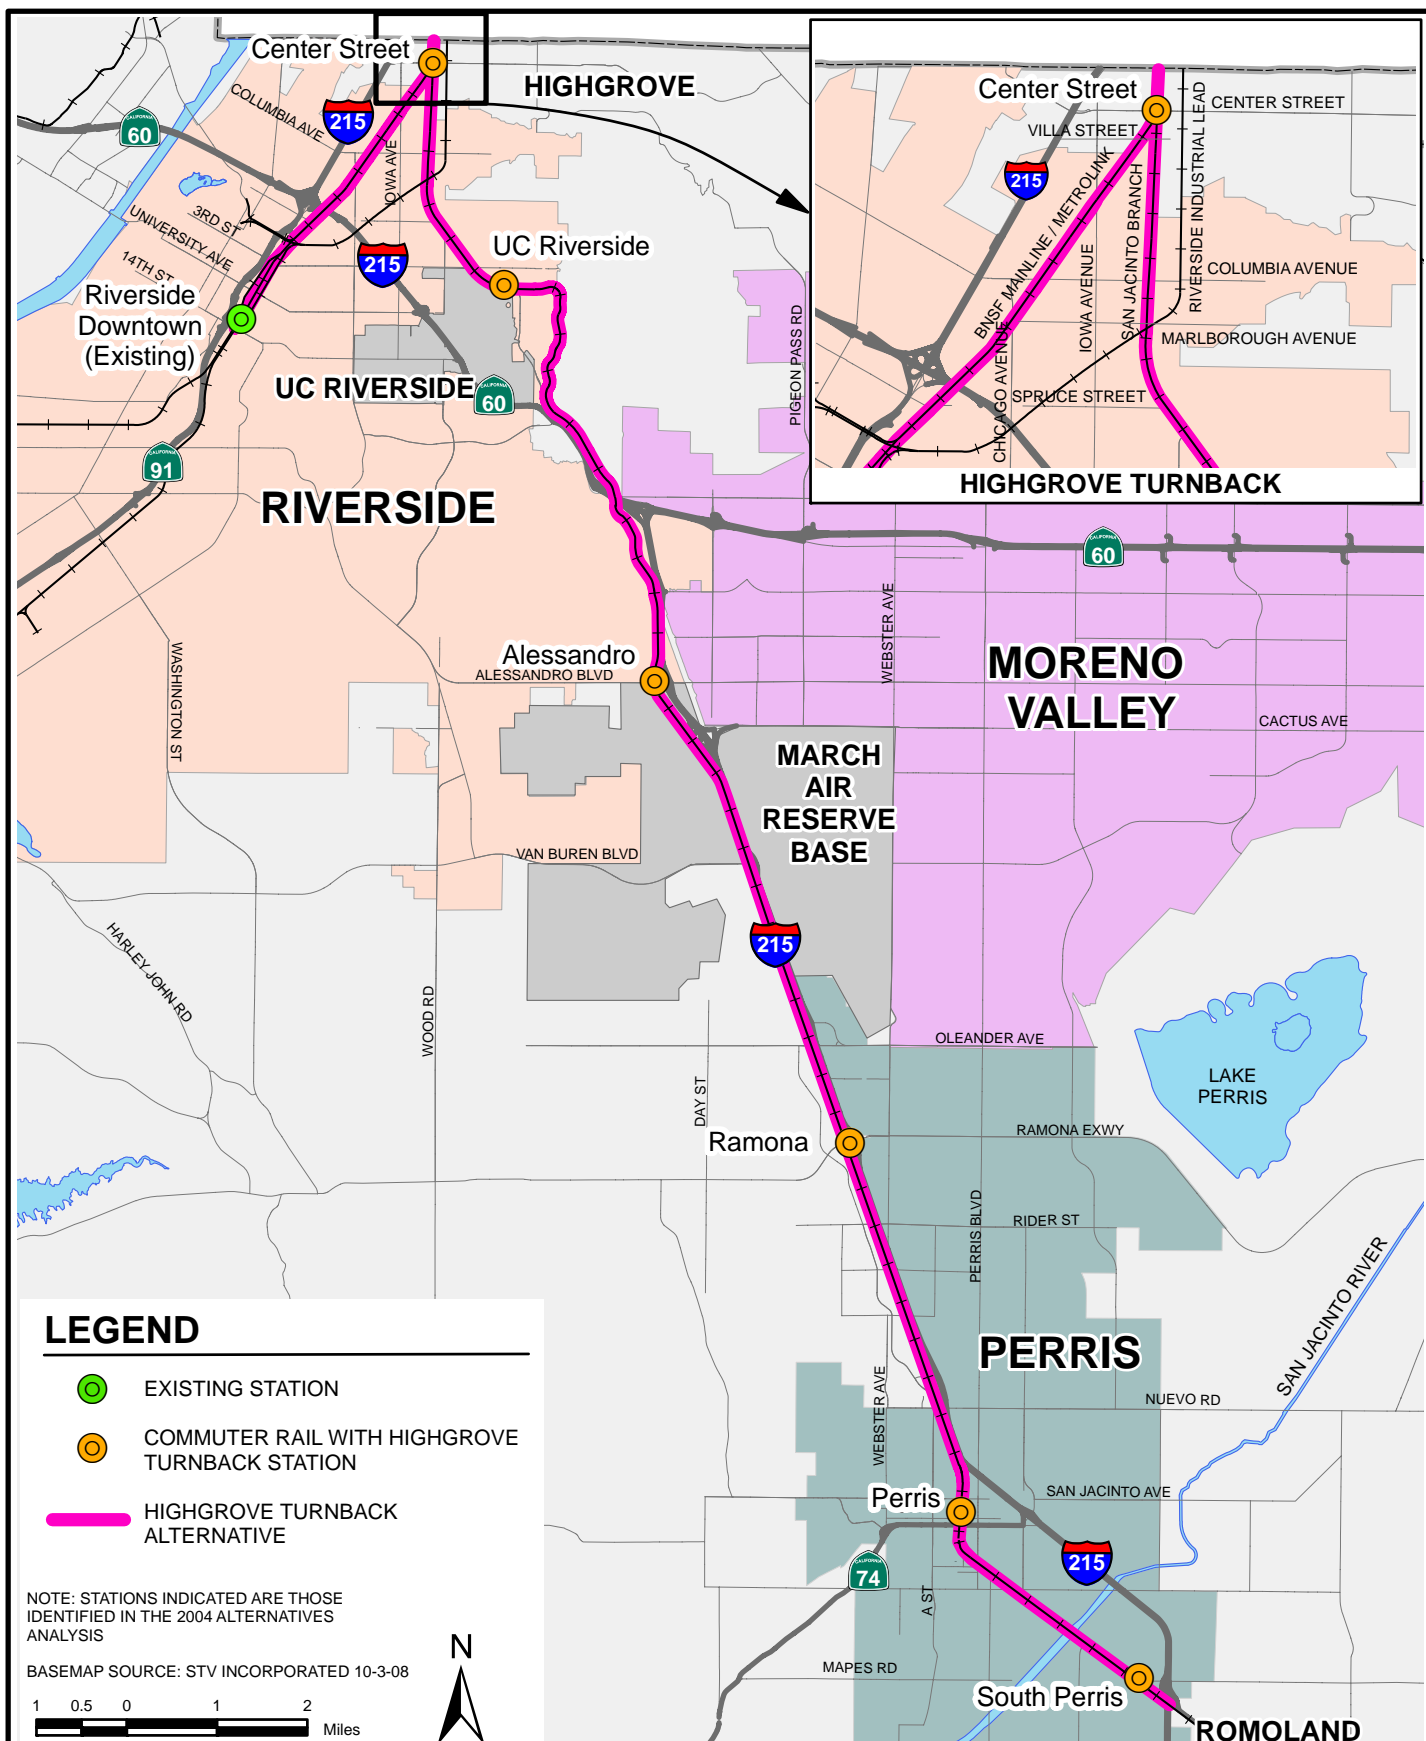 Center Street
HIGHGROVE
COLUMBIA AVE
215
CALIFORNIA
60
IOWA AVE
3RD ST
UNIVERSITY AVE
14TH ST
215
UC Riverside
Riverside
Downtown
(Existing)
UC RIVERSIDE
CALIFORNIA
60
PIGEON PASS RD
CALIFORNIA
91
RIVERSIDE
Center Street
CENTER STREET
VILLA STREET
RIVERSIDE INDUSTRIAL LEAD
215
BNSF MAINLINE / METROLINK
SAN JACINTO BRANCH
IOWA AVENUE
COLUMBIA AVENUE
CHICAGO AVENUE
MARLBOROUGH AVENUE
SPRUCE STREET
HIGHGROVE TURNBACK
CALIFORNIA
60
WEBSTER AVE
WASHINGTON ST
Alessandro
ALESSANDRO BLVD
MORENO
VALLEY
CACTUS AVE
MARCH
AIR
RESERVE
BASE
VAN BUREN BLVD
215
HARLEY JOHN RD
WOOD RD
OLEANDER AVE
LAKE
PERRIS
DAY ST
Ramona
RAMONA EXWY
PERRIS BLVD
RIDER ST
SAN JACINTO RIVER
PERRIS
WEBSTER AVE
NUEVO RD
Perris
SAN JACINTO AVE
215
CALIFORNIA
74
A ST
MAPES RD
South Perris
ROMOLAND
LEGEND
EXISTING STATION
COMMUTER RAIL WITH HIGHGROVE
TURNBACK STATION
HIGHGROVE TURNBACK
ALTERNATIVE
NOTE: STATIONS INDICATED ARE THOSE
IDENTIFIED IN THE 2004 ALTERNATIVES
ANALYSIS
BASEMAP SOURCE: STV INCORPORATED 10-3-08
N
1 0.5 0 1 2
Miles